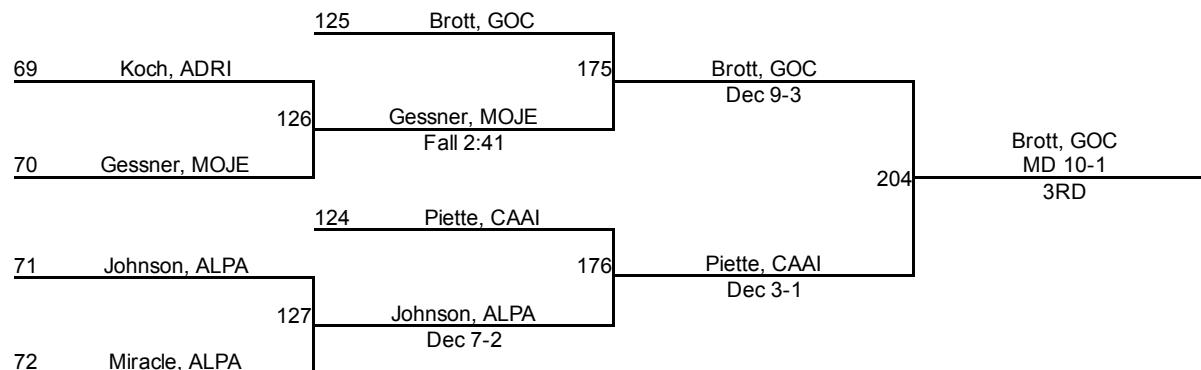 125 Brott, GOC
69 Koch, ADRI
175 Brott, GOC
Dec 9-3
126 Gessner, MOJE
Fall 2:41
70 Gessner, MOJE
Brott, GOC
MD 10-1
204
3RD
124 Piette, CAAI
71 Johnson, ALPA
176 Piette, CAAI
Dec 3-1
127 Johnson, ALPA
Dec 7-2
72 Miracle, ALPA